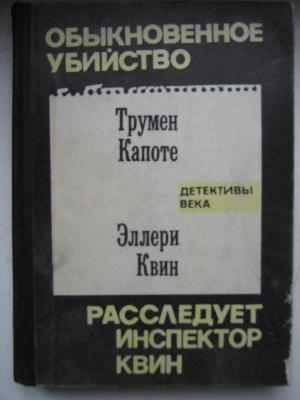 ОБЫКНОВЕННОЕ
УБИЙСТВО
Трумен
Капоте
ДЕТЕКТИВЫ
ВЕКА
Эллери
Квин
РАССЛЕДУЕТ
ИНСПЕКТОР
КВИН